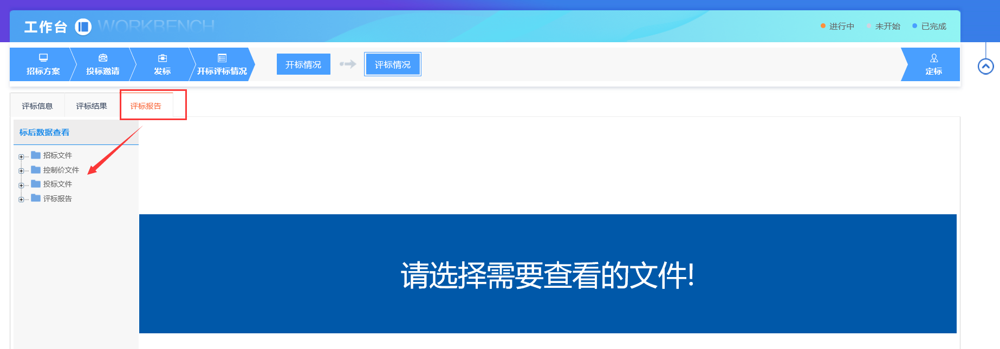 工作台 WORKBENCH
进行中 未开始 已完成
招标方案 投标邀请 发标 开标评标情况 开标情况 评标情况 定标
评标信息 评标结果 评标报告
标后数据查看
招标文件
控制价文件
投标文件
评标报告
请选择需要查看的文件!